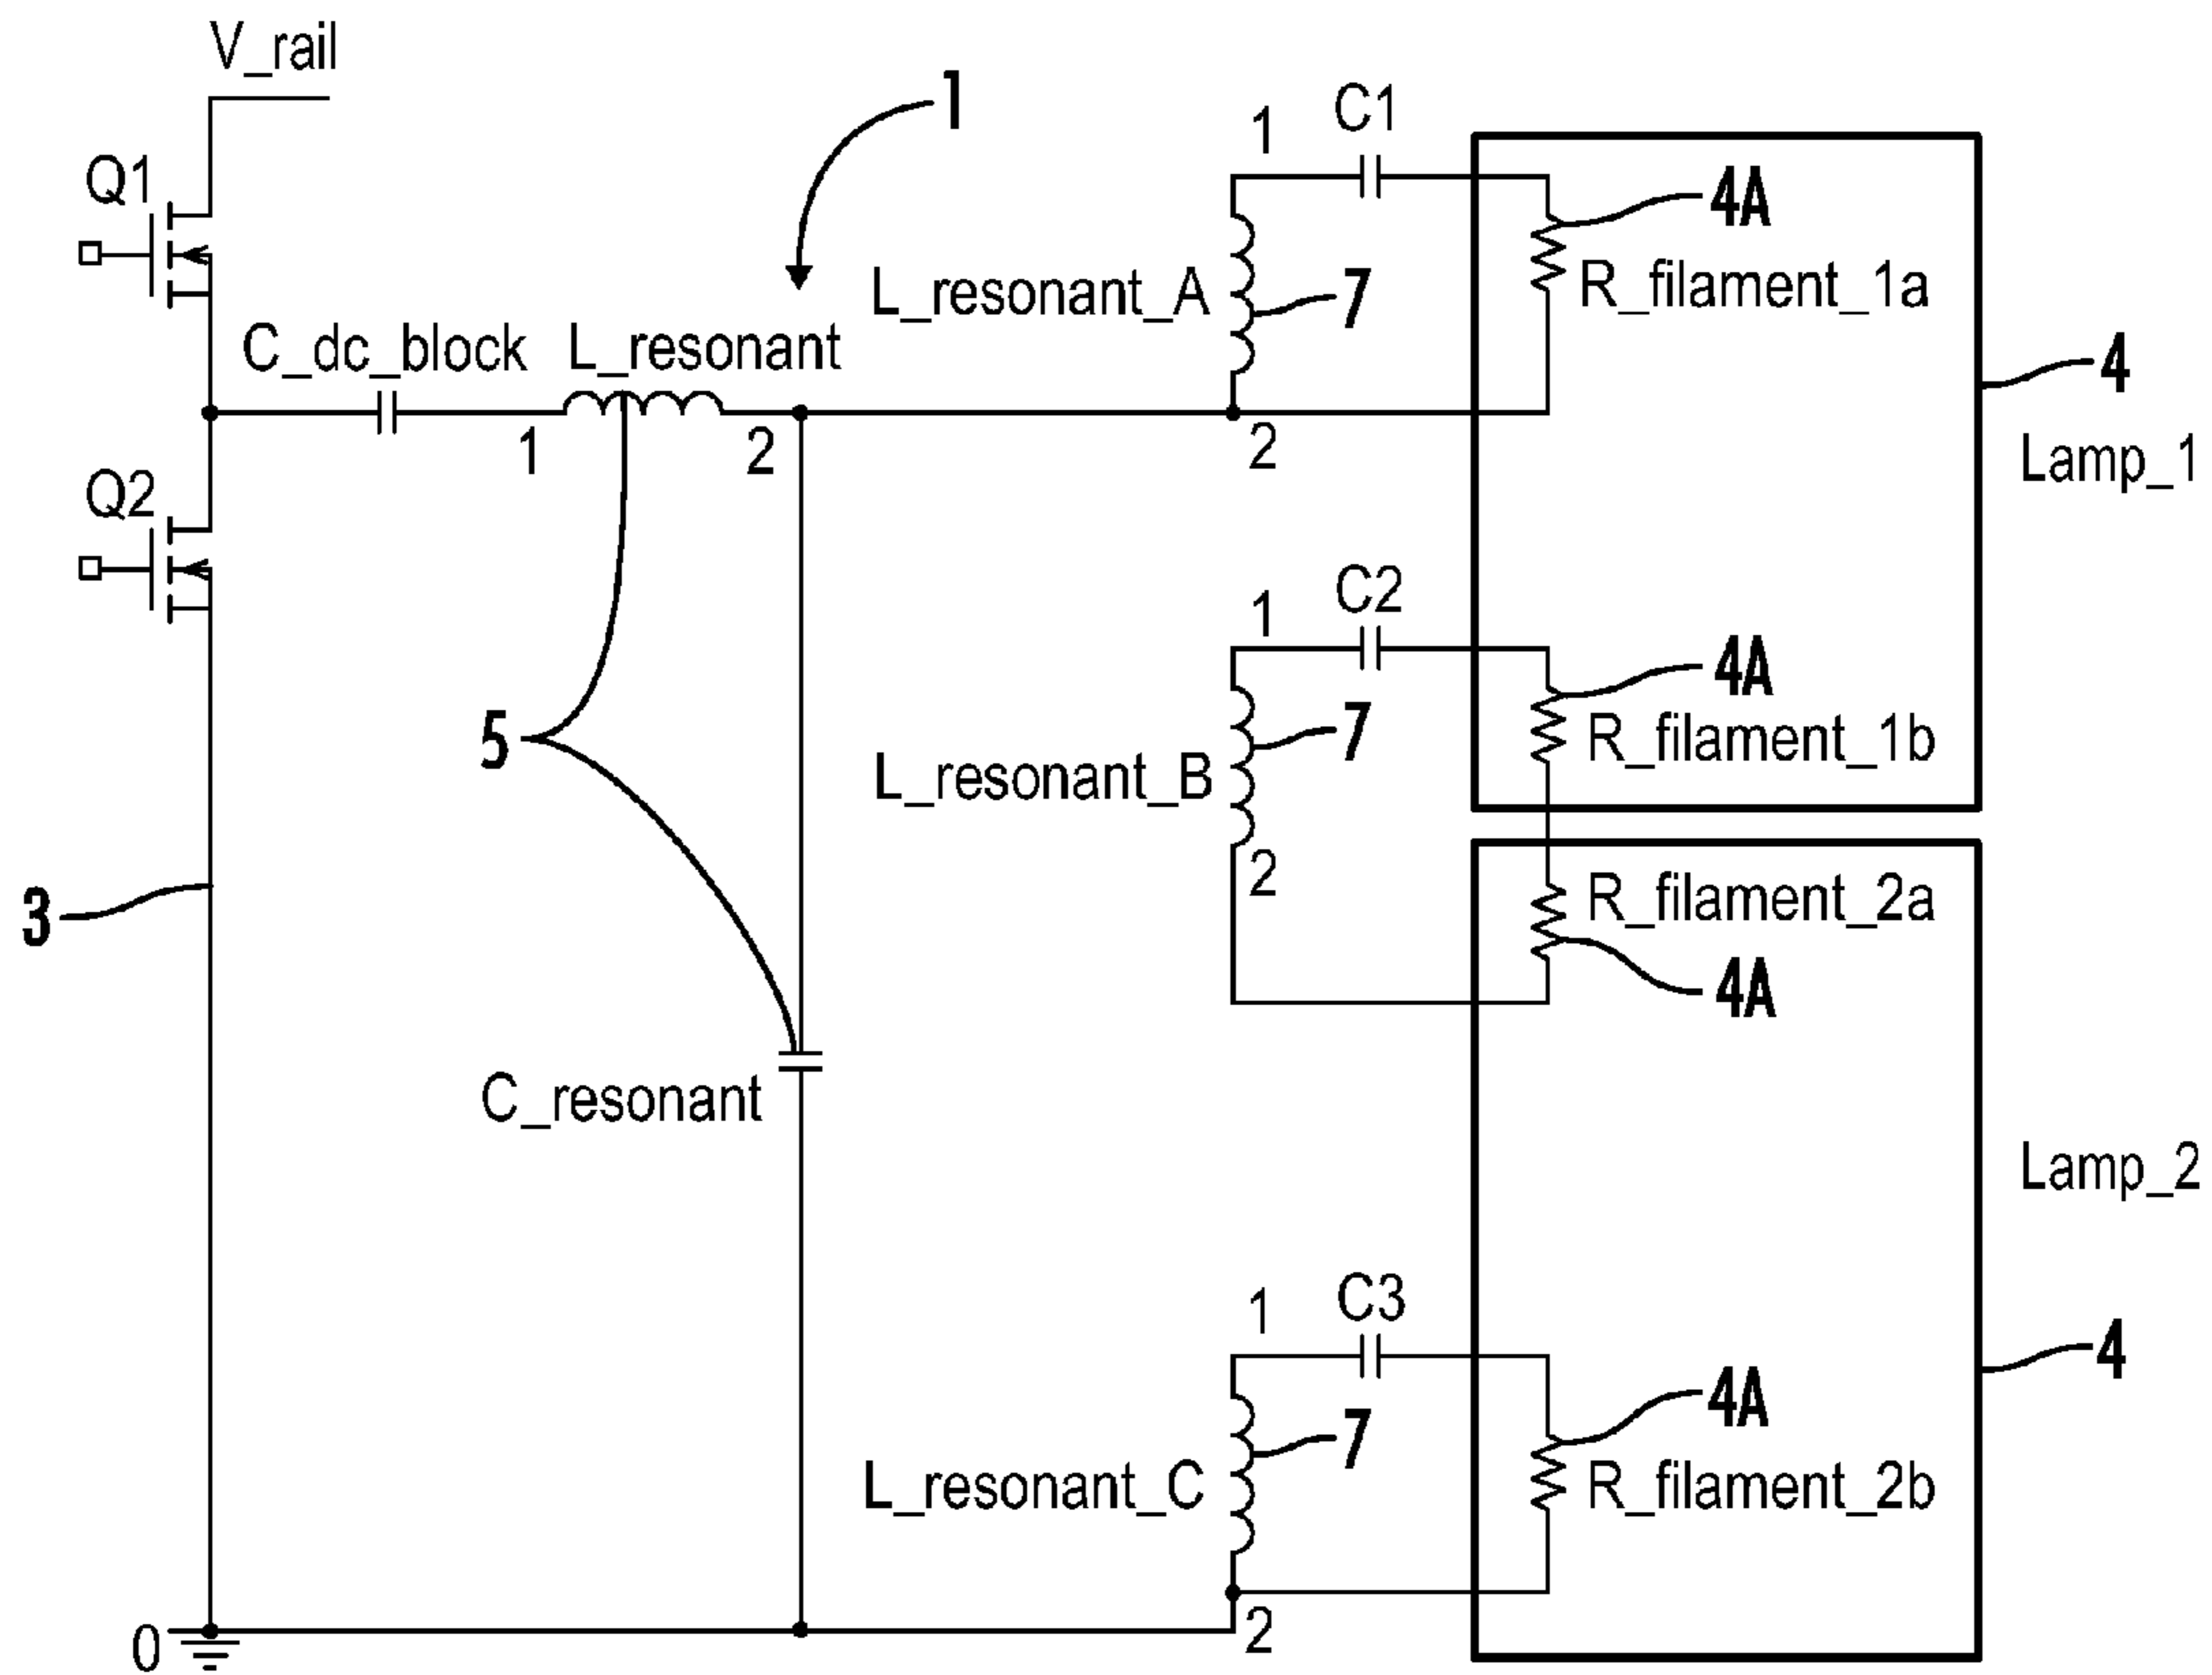 V_rail
1
C1
1
Q1
4A
L_resonant_A
7
R_filament_1a
C_dc_block
L_resonant
4
1
2
2
Lamp_1
Q2
C2
1
4A
5
7
R_filament_1b
L_resonant_B
2
R_filament_2a
3
4A
C_resonant
Lamp_2
C3
1
4
4A
7
L_resonant_C
R_filament_2b
0
2